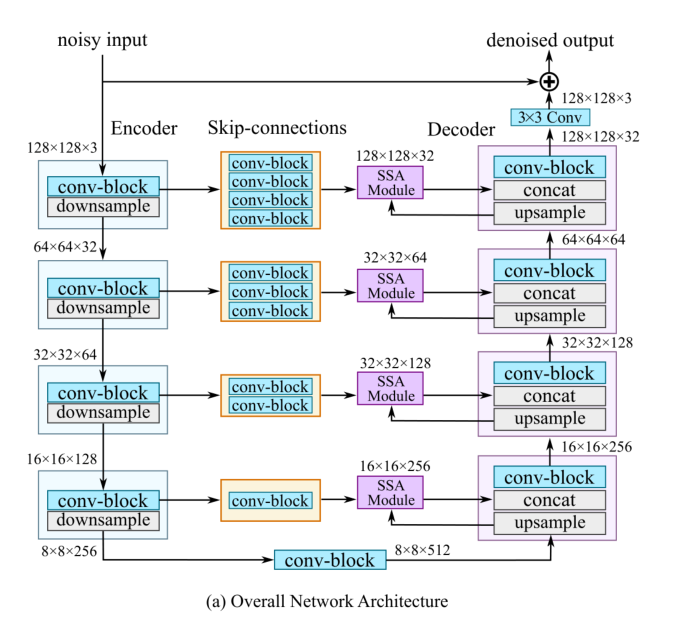 noisy input
denoised output
128×128×3
3×3 Conv
128×128×32
Encoder
Skip-connections
Decoder
128×128×3
conv-block
downsample
conv-block
conv-block
conv-block
conv-block
128×128×32
SSA
Module
conv-block
concat
upsample
64×64×32
64×64×64
conv-block
downsample
conv-block
conv-block
conv-block
32×32×64
SSA
Module
conv-block
concat
upsample
32×32×64
32×32×128
conv-block
downsample
conv-block
conv-block
32×32×128
SSA
Module
conv-block
concat
upsample
16×16×128
16×16×256
conv-block
downsample
conv-block
16×16×256
SSA
Module
conv-block
concat
upsample
8×8×256
conv-block
8×8×512
(a) Overall Network Architecture